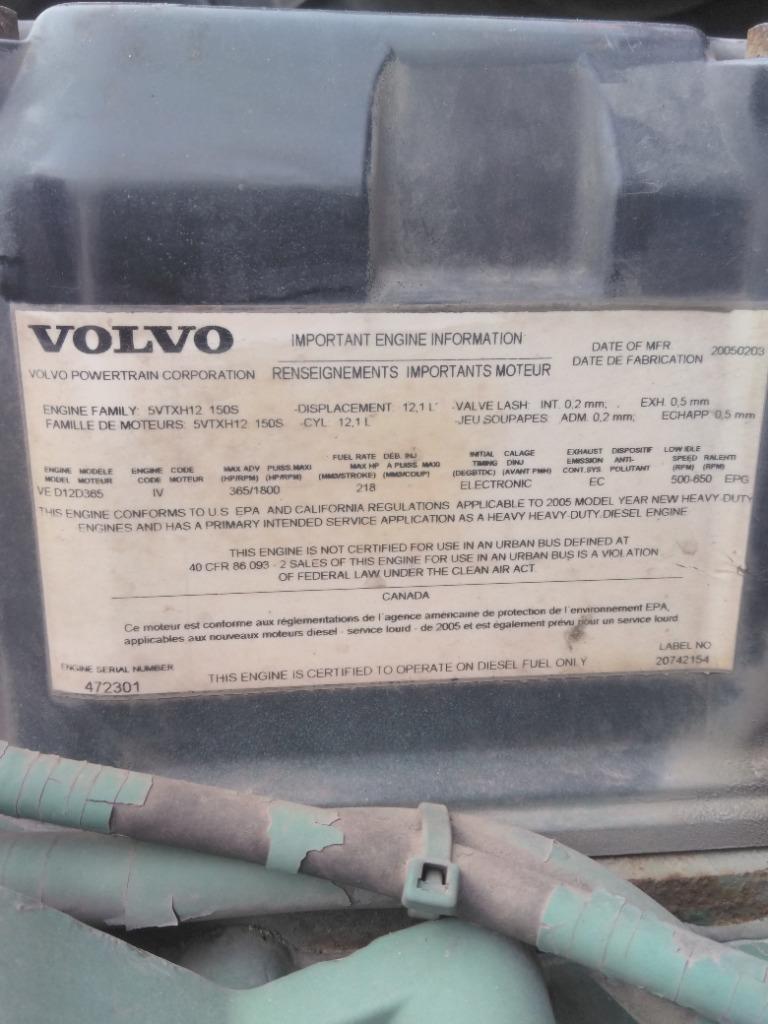 VOLVO
IMPORTANT ENGINE INFORMATION
DATE OF MFR
20050203
VOLVO POWERTRAIN CORPORATION
RENSEIGNEMENTS IMPORTANTS MOTEUR
DATE DE FABRICATION
ENGINE FAMILY: 5VTXH12 150S -DISPLACEMENT: 12,1 L -VALVE LASH: INT. 0,2 mm; EXH. 0,5 mm
FAMILLE DE MOTEURS: 5VTXH12 150S -CYL 12,1 L -JEU SOUPAPES: ADM. 0,2 mm; ECHAPP 0,5 mm
FUEL RATE DÉB. INJ INITIAL CALAGE EXHAUST DISPOSITIF LOW IDLE
ENGINE MODELE ENGINE CODE MAX ADV PUISS.MAXI MAX HP A PUISS. MAXI TIMING DINJ EMISSION ANTI- SPEED RALENTI
MODEL MOTEUR CODE MOTEUR (HP/RPM) (HP/RPM) (MM3/STROKE) (MM3/COUP) (DEGBTDC) (AVANT PMH) CONT.SYS POLLUTANT (RPM) (RPM)
VE D12D365 IV 365/1800 218 ELECTRONIC EC 500-650 EPG
THIS ENGINE CONFORMS TO U.S EPA AND CALIFORNIA REGULATIONS APPLICABLE TO 2005 MODEL YEAR NEW HEAVY-DUTY
ENGINES AND HAS A PRIMARY INTENDED SERVICE APPLICATION AS A HEAVY HEAVY-DUTY DIESEL ENGINE
THIS ENGINE IS NOT CERTIFIED FOR USE IN AN URBAN BUS DEFINED AT
40 CFR 86.093 - 2 SALES OF THIS ENGINE FOR USE IN AN URBAN BUS IS A VIOLATION
OF FEDERAL LAW UNDER THE CLEAN AIR ACT
CANADA
Ce moteur est conforme aux réglementations de l'agence américaine de protection de l'environnement EPA,
applicables aux nouveaux moteurs diesel - service lourd - de 2005 et est également prévu pour un service lourd
ENGINE SERIAL NUMBER
472301
THIS ENGINE IS CERTIFIED TO OPERATE ON DIESEL FUEL ONLY
LABEL NO
20742154